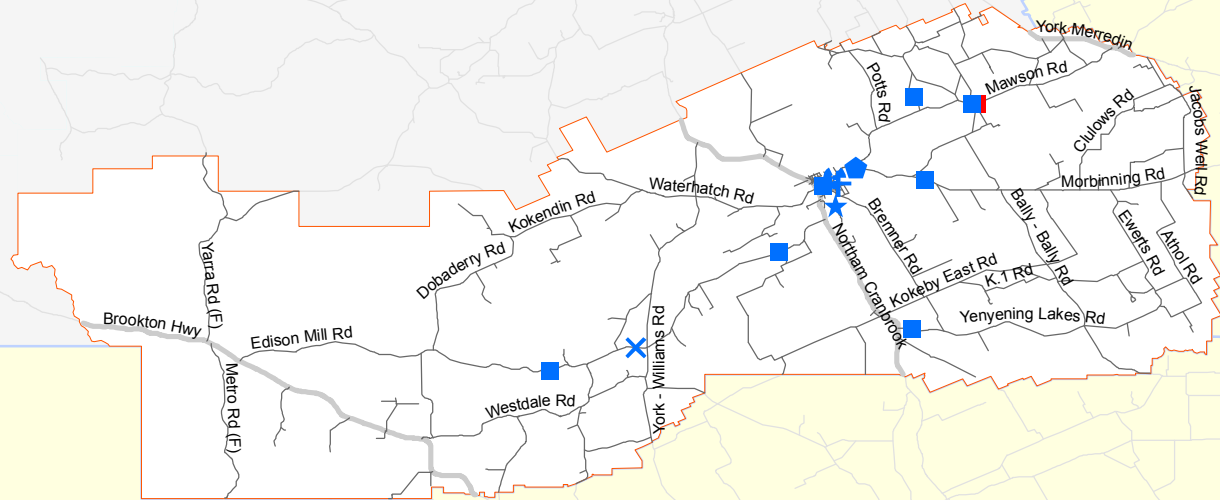 York Merredin
Mawson Rd
Potts Rd
Jacobs Well Rd
Clulows Rd
Waterhatch Rd
Morbinning Rd
Kokendin Rd
Bremner Rd
Bally - Bally Rd
Ewerts Rd
Athol Rd
Northam Cranbrook
Dobaderry Rd
Yarra Rd (F)
Kokeby East Rd
K.1 Rd
Brookton Hwy
Edison Mill Rd
York - Williams Rd
Yenyening Lakes Rd
Metro Rd (F)
Westdale Rd